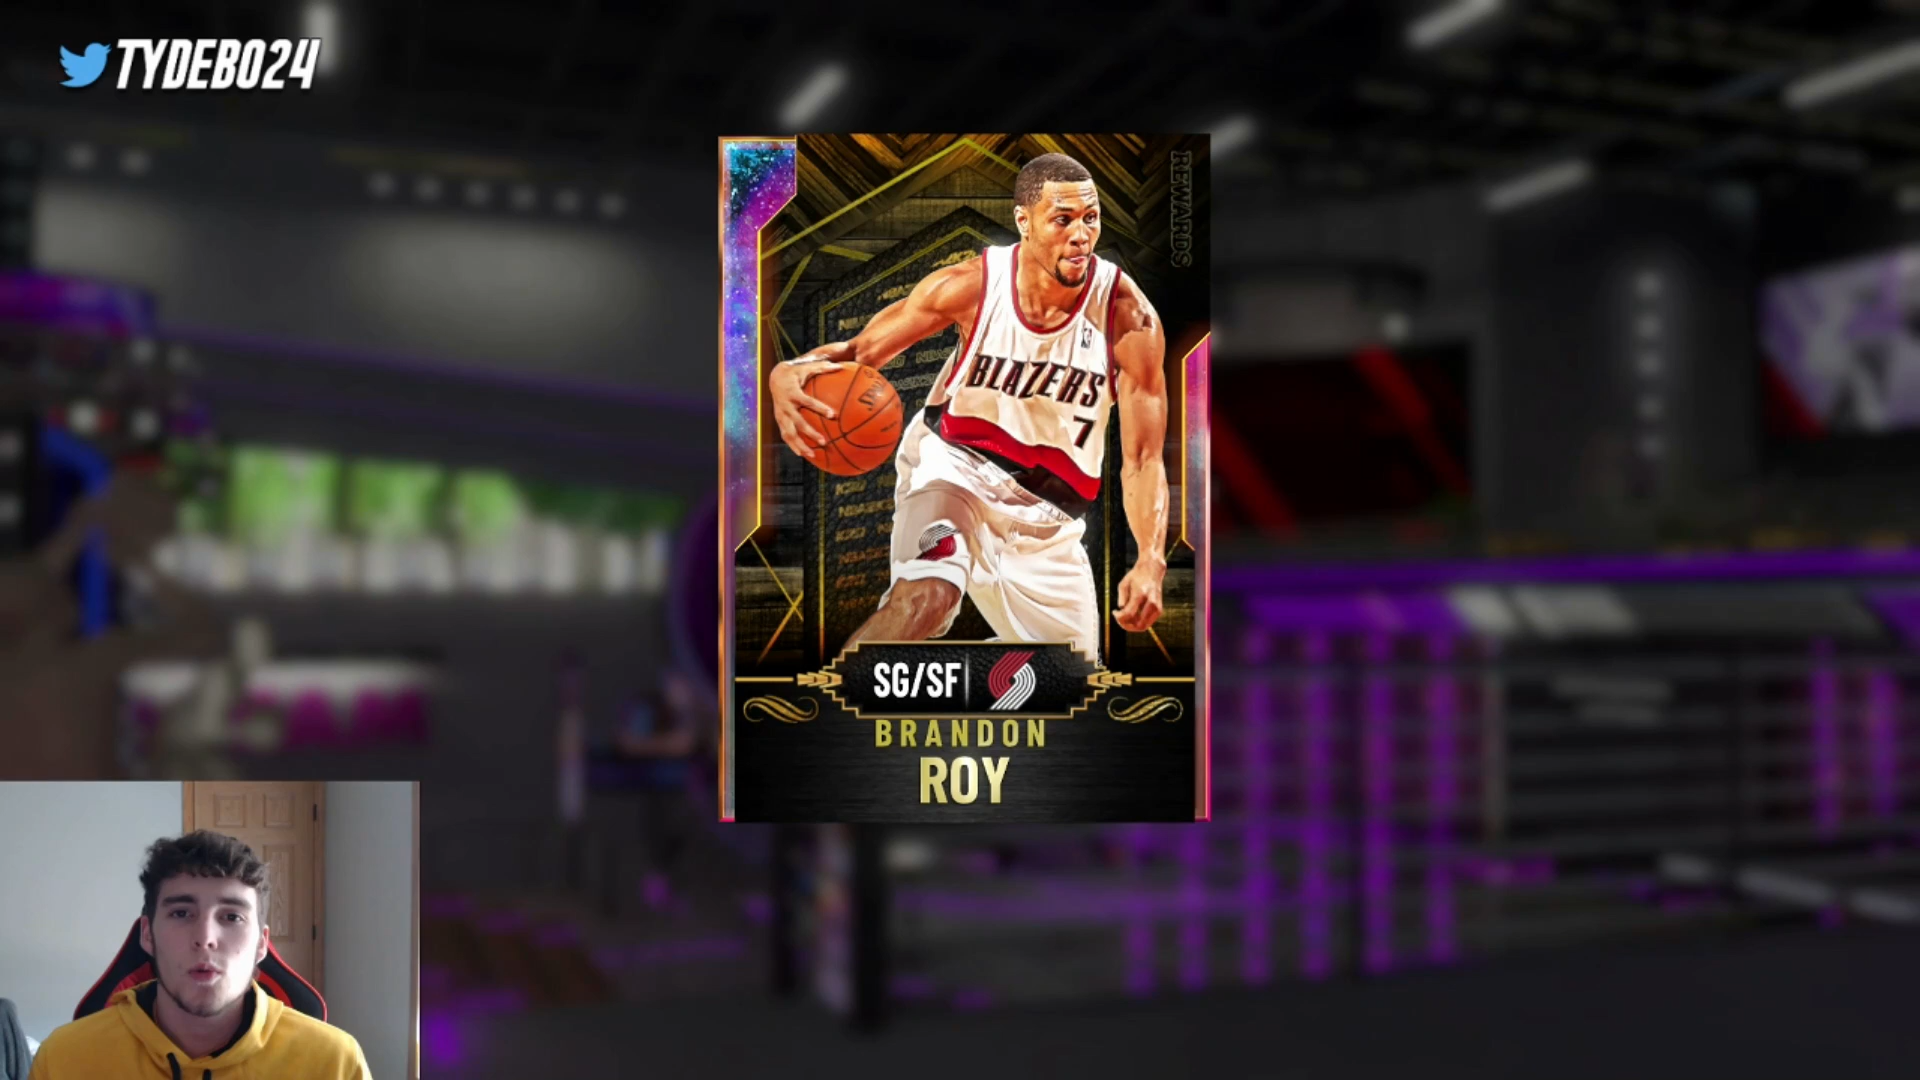 TYDEBO24
REWARDS
BLAZERS
7
SG/SF
BRANDON
ROY